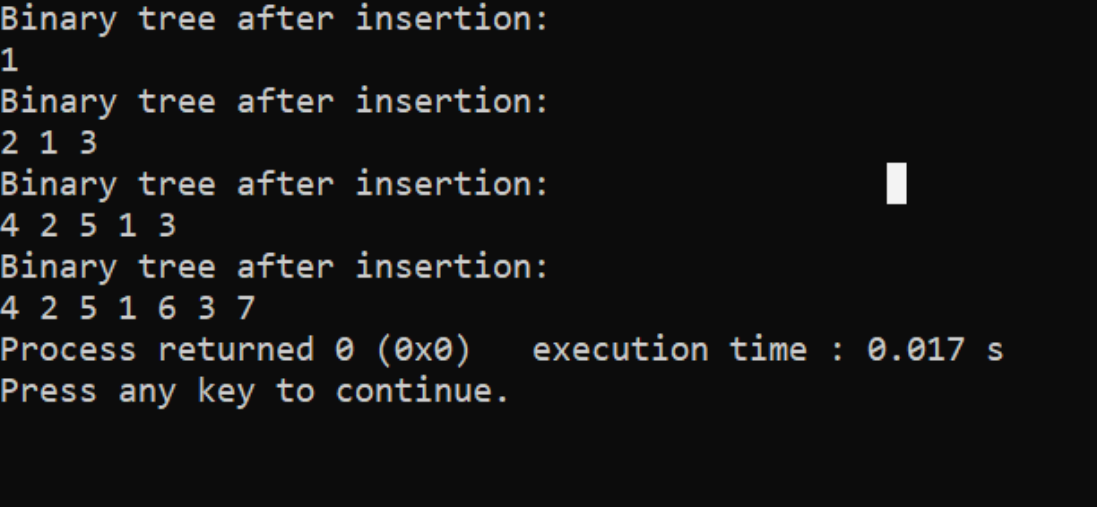 Binary tree after insertion:
1
Binary tree after insertion:
2 1 3
Binary tree after insertion:
4 2 5 1 3
Binary tree after insertion:
4 2 5 1 6 3 7
Process returned 0 (0x0)   execution time : 0.017 s
Press any key to continue.